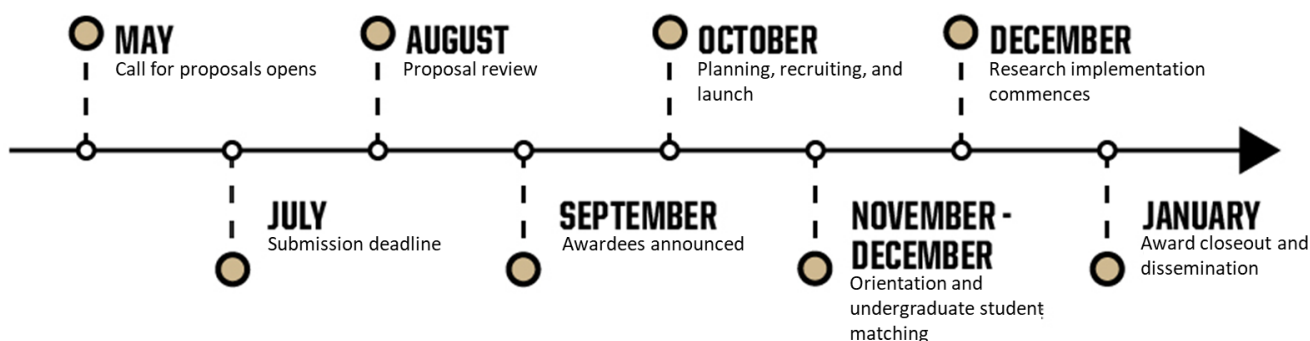 MAY
Call for proposals opens
JULY
Submission deadline
AUGUST
Proposal review
SEPTEMBER
Awardees announced
OCTOBER
Planning, recruiting, and
launch
NOVEMBER -
DECEMBER
Orientation and
undergraduate student
matching
DECEMBER
Research implementation
commences
JANUARY
Award closeout and
dissemination